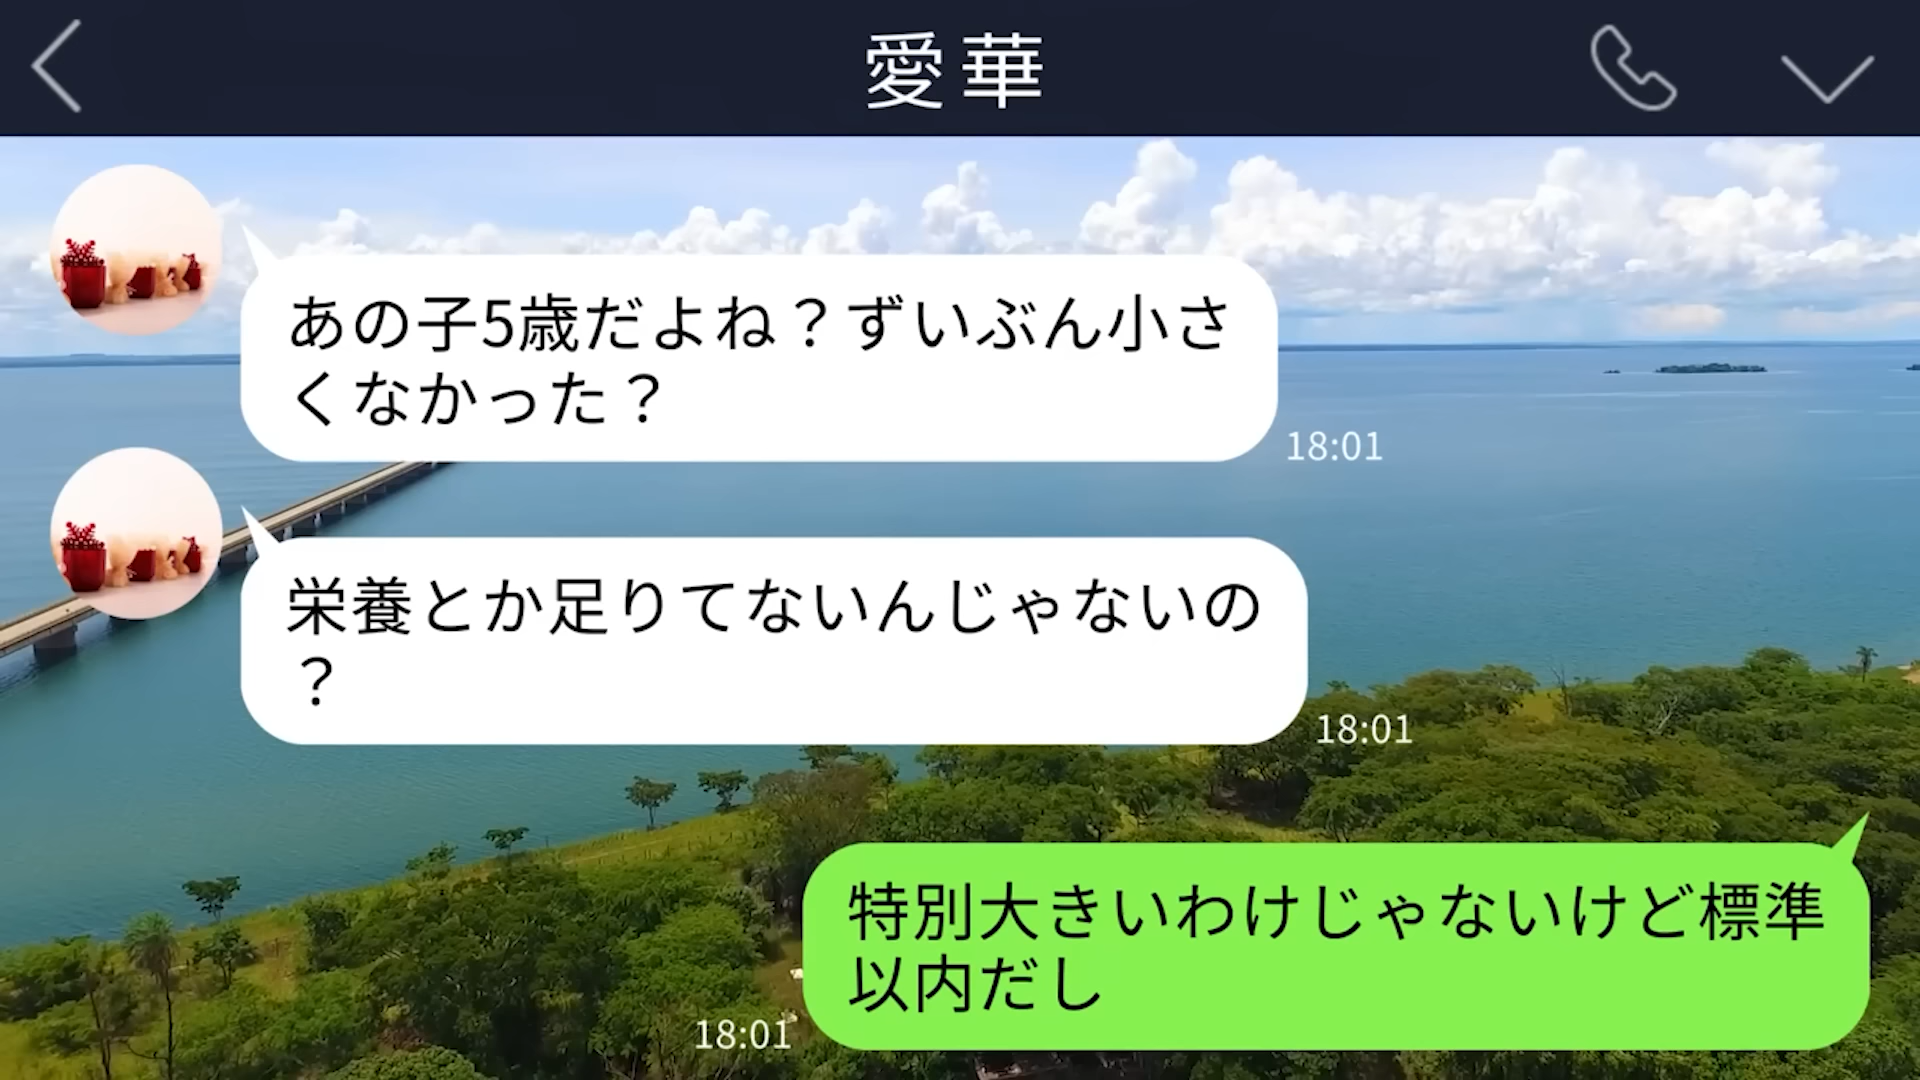 愛華
あの子5歳だよね？ずいぶん小さ
くなかった？
18:01
栄養とか足りてないんじゃないの
？
18:01
特別大きいわけじゃないけど標準
以内だし
18:01